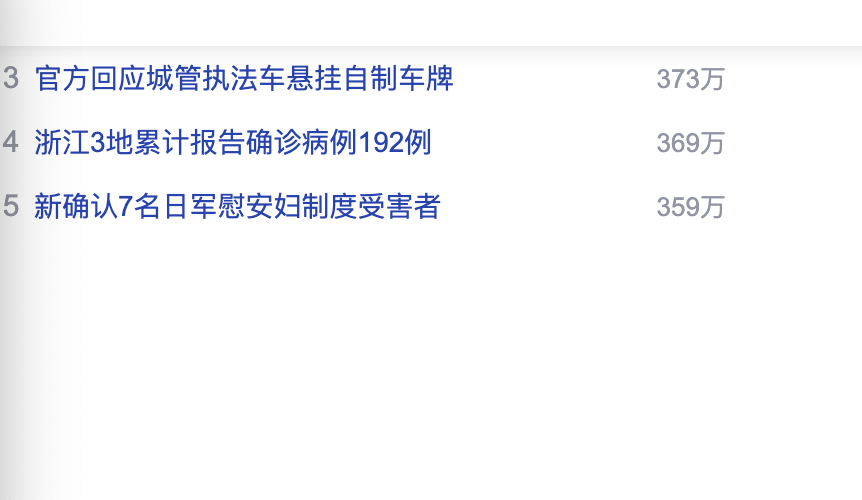 3 官方回应城管执法车悬挂自制车牌 373万
4 浙江3地累计报告确诊病例192例 369万
5 新确认7名日军慰安妇制度受害者 359万